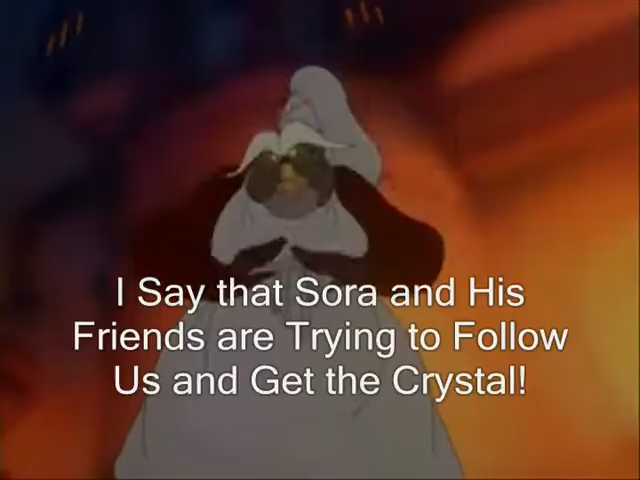 I Say that Sora and His
Friends are Trying to Follow
Us and Get the Crystal!